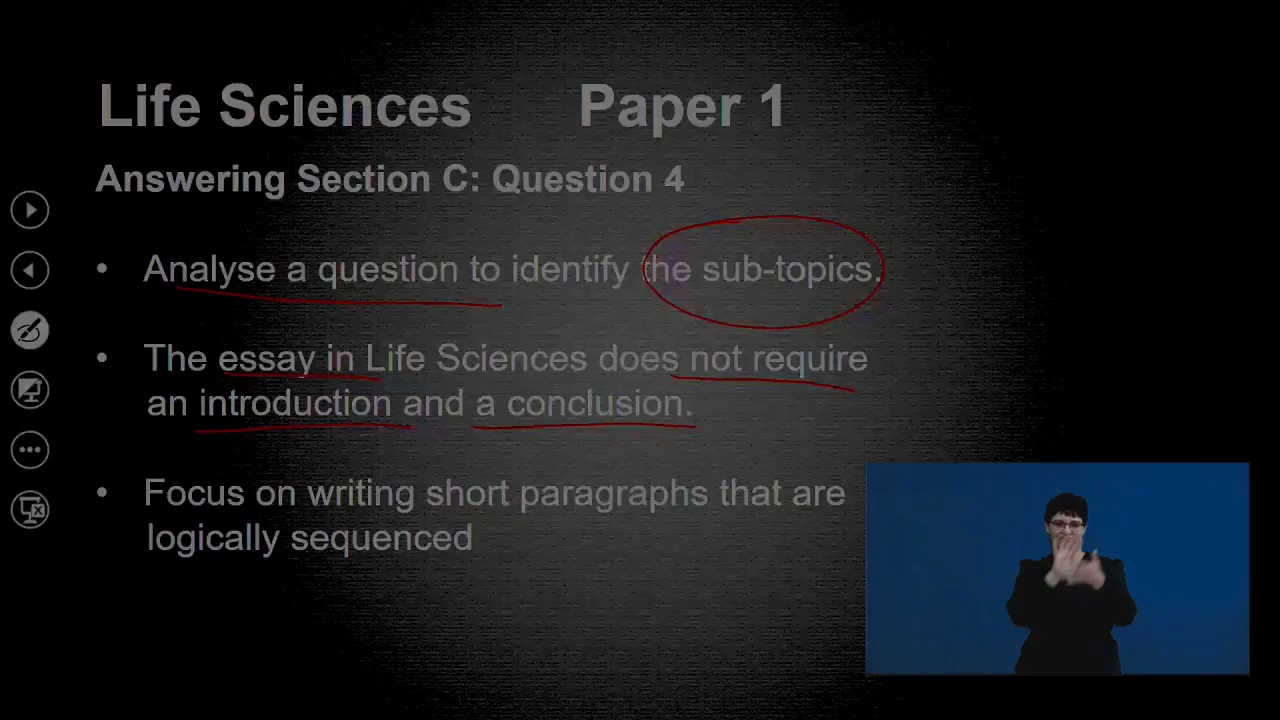 Life Sciences Paper 1
Answering Section C: Question 4
• Analyse a question to identify the sub-topics.
• The essay in Life Sciences does not require
an introduction and a conclusion.
• Focus on writing short paragraphs that are
logically sequenced